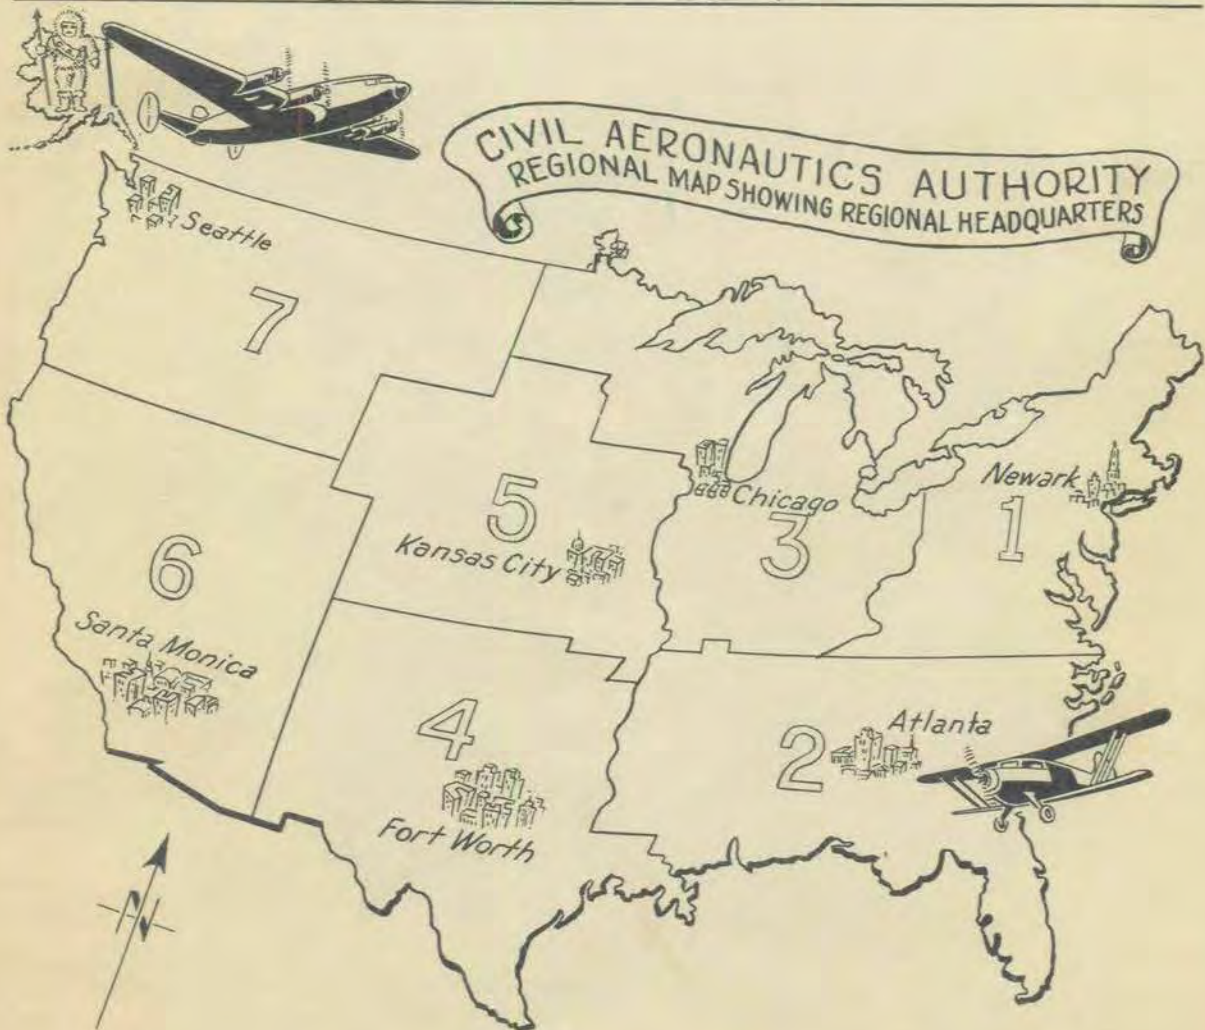 CIVIL AERONAUTICS AUTHORITY
REGIONAL MAP SHOWING REGIONAL HEADQUARTERS
Seattle
7
Newark
1
Chicago
3
5
Kansas City
6
Santa Monica
4
Fort Worth
Atlanta
2
N